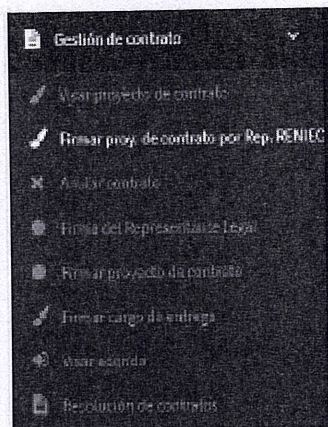 Gestión de contrato
Visar proyecto de contrato
Firmar proy. de contrato por Rep. RENIEC
Anular contrato
Firma del Representante Legal
Firmar proyecto de contrato
Firmar cargo de entrega
Visar adenda
Resolución de contratos